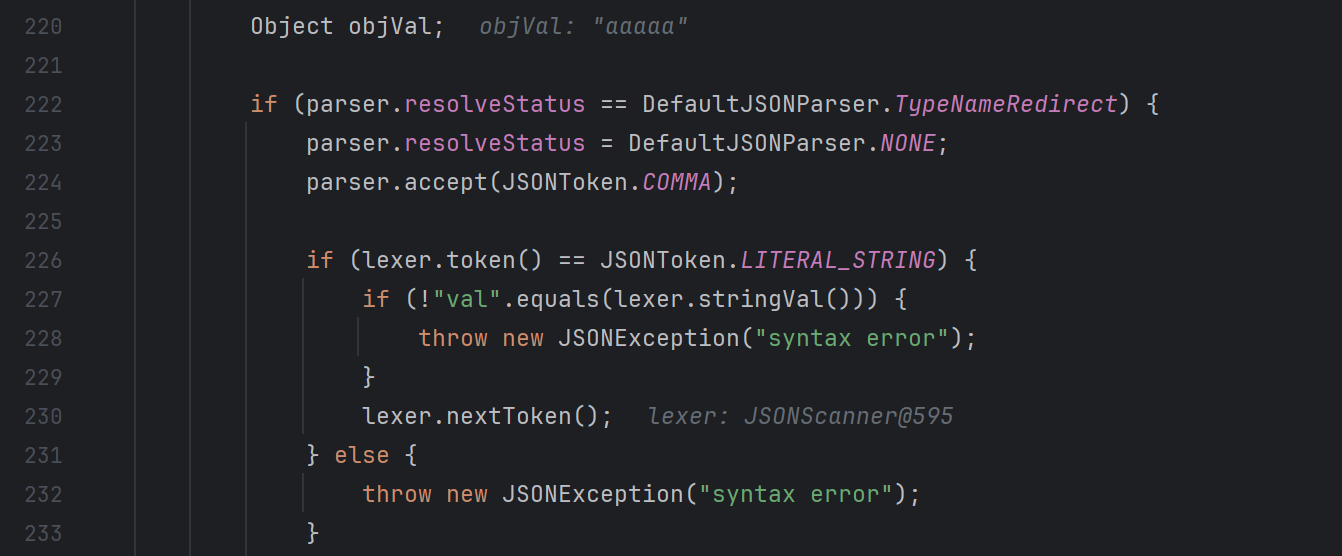 220 Object objVal; objVal: "aaaaa"
221
222 if (parser.resolveStatus == DefaultJSONParser.TypeNameRedirect) {
223 parser.resolveStatus = DefaultJSONParser.NONE;
224 parser.accept(JSONToken.COMMA);
225
226 if (lexer.token() == JSONToken.LITERAL_STRING) {
227 if (!"val".equals(lexer.stringVal())) {
228 throw new JSONException("syntax error");
229 }
230 lexer.nextToken(); lexer: JSONScanner@595
231 } else {
232 throw new JSONException("syntax error");
233 }